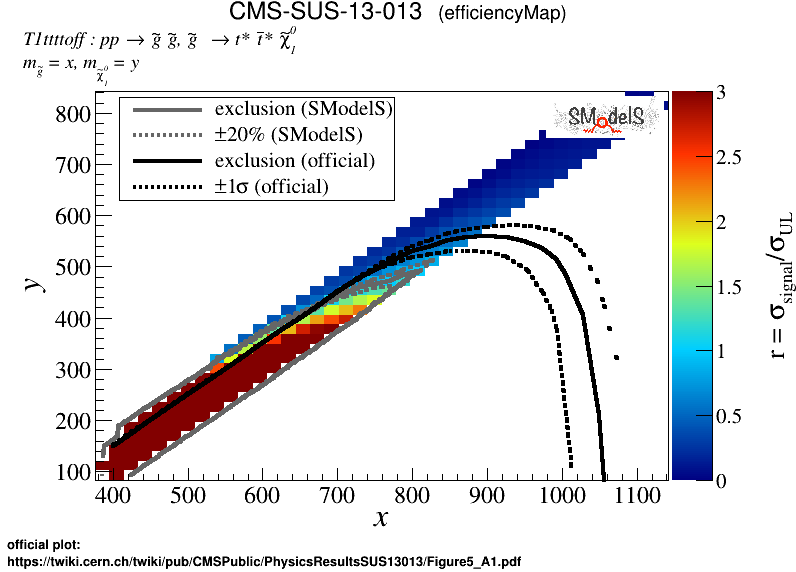 CMS-SUS-13-013 (efficiencyMap)
T1ttttoff : pp → g̃ g̃, g̃ → t* t̄* χ̃₁⁰
m_g̃ = x, m_χ̃₁⁰ = y
exclusion (SModelS)
±20% (SModelS)
exclusion (official)
±1σ (official)
SModelS
800
700
600
500
400
300
200
100
y
400 500 600 700 800 900 1000 1100
x
3
2.5
2
1.5
1
0.5
0
r = σ_signal/σ_UL
official plot:
https://twiki.cern.ch/twiki/pub/CMSPublic/PhysicsResultsSUS13013/Figure5_A1.pdf